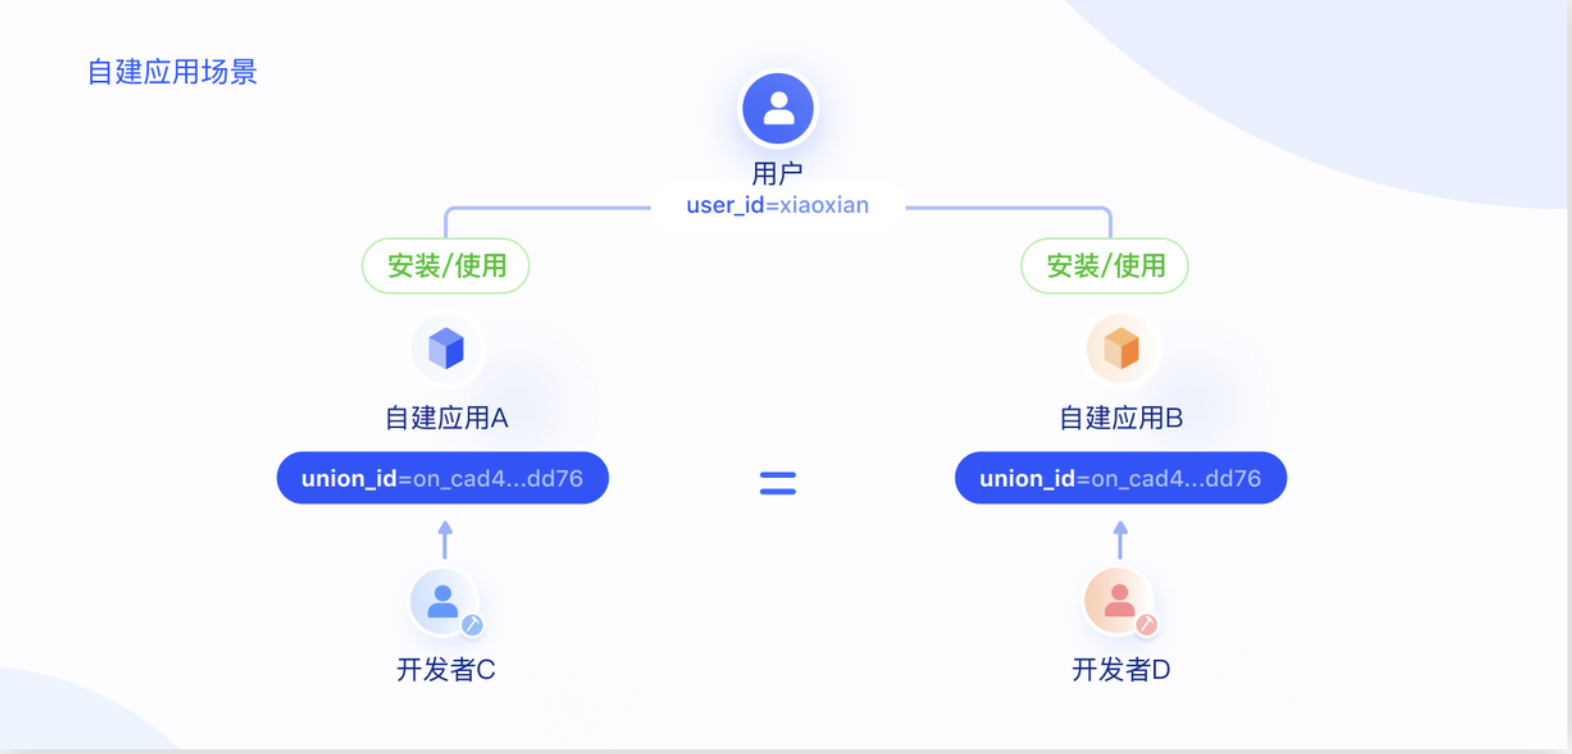 自建应用场景
用户
user_id=xiaoxian
安装/使用
安装/使用
自建应用A
自建应用B
union_id=on_cad4...dd76
=
union_id=on_cad4...dd76
开发者C
开发者D